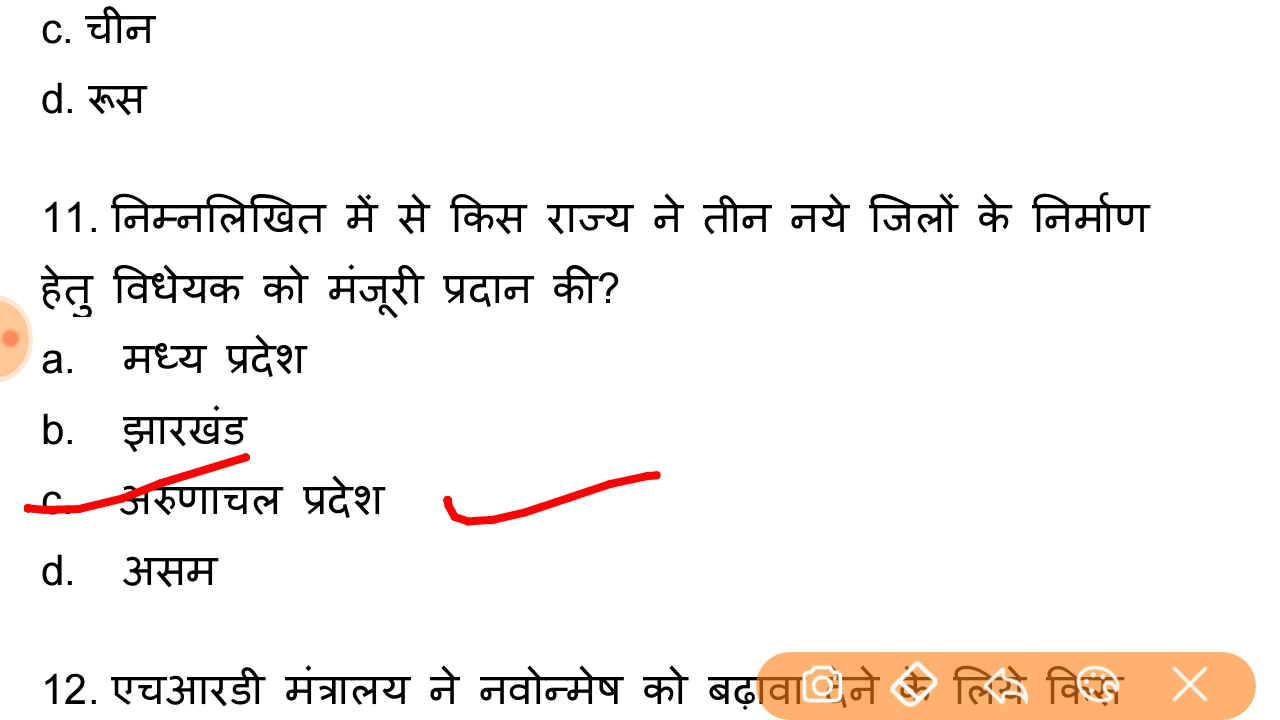 c. चीन
d. रूस
11. निम्नलिखित में से किस राज्य ने तीन नये जिलों के निर्माण
हेतु विधेयक को मंजूरी प्रदान की?
a. मध्य प्रदेश
b. झारखंड
c. अरुणाचल प्रदेश
d. असम
12. एचआरडी मंत्रालय ने नवोन्मेष को बढ़ावा देने के लिये किस